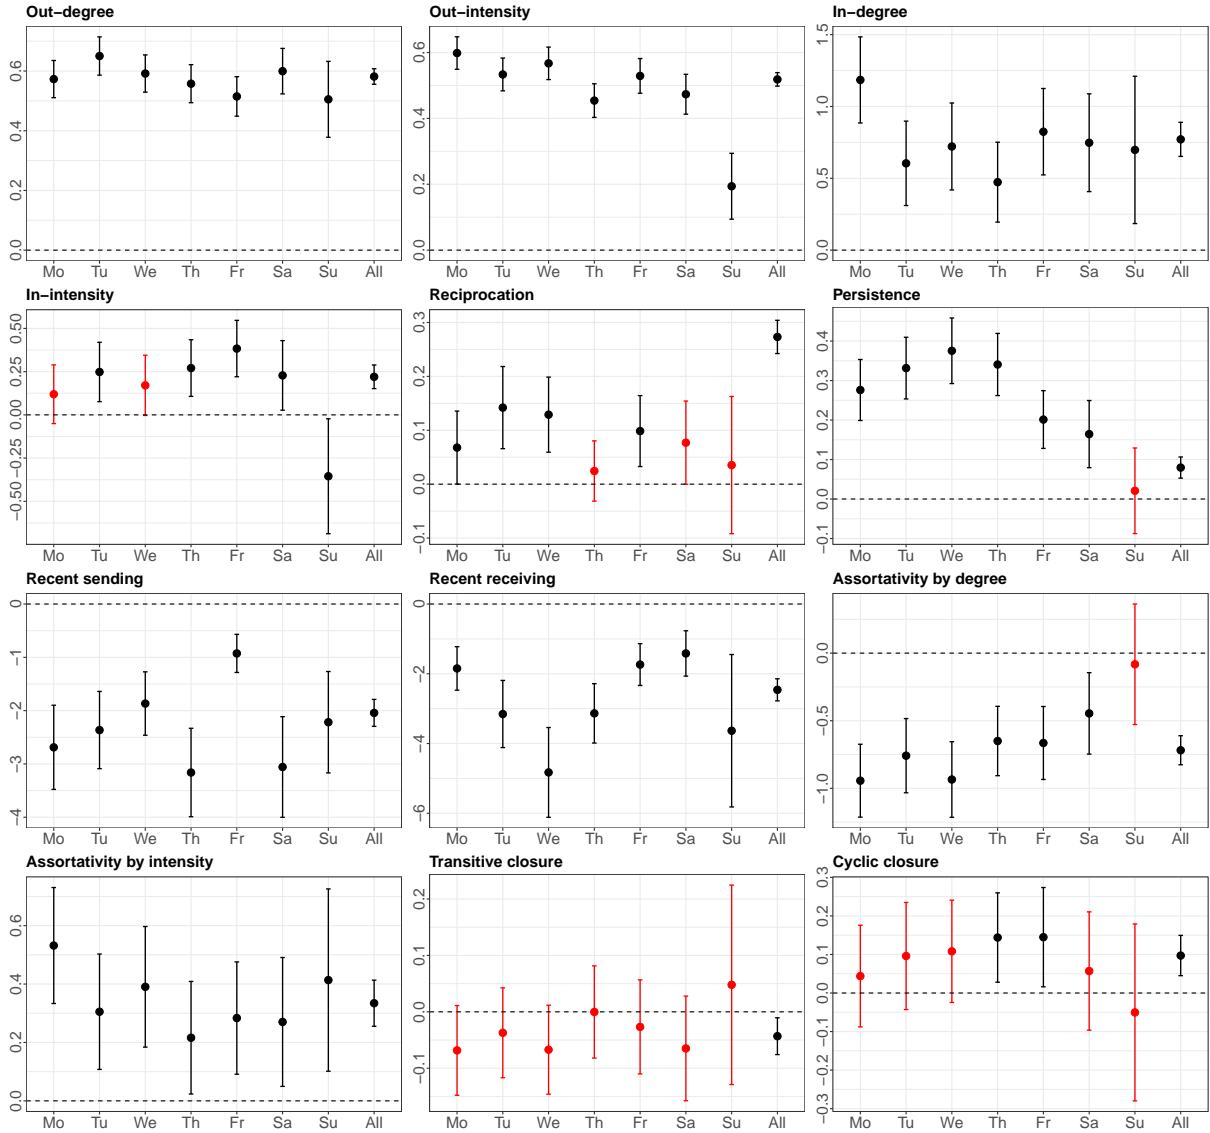 Out−degree
0.0 0.2 0.4 0.6
Mo Tu We Th Fr Sa Su All
Out−intensity
0.0 0.2 0.4 0.6
Mo Tu We Th Fr Sa Su All
In−degree
0.0 0.5 1.0 1.5
Mo Tu We Th Fr Sa Su All
In−intensity
−0.50 −0.25 0.00 0.25 0.50
Mo Tu We Th Fr Sa Su All
Reciprocation
−0.1 0.0 0.1 0.2 0.3
Mo Tu We Th Fr Sa Su All
Persistence
−0.1 0.0 0.1 0.2 0.3 0.4
Mo Tu We Th Fr Sa Su All
Recent sending
−4 −3 −2 −1 0
Mo Tu We Th Fr Sa Su All
Recent receiving
−6 −4 −2 0
Mo Tu We Th Fr Sa Su All
Assortativity by degree
−1.0 −0.5 0.0
Mo Tu We Th Fr Sa Su All
Assortativity by intensity
0.0 0.2 0.4 0.6
Mo Tu We Th Fr Sa Su All
Transitive closure
−0.1 0.0 0.1 0.2
Mo Tu We Th Fr Sa Su All
Cyclic closure
−0.3 −0.2 −0.1 0.0 0.1 0.2 0.3
Mo Tu We Th Fr Sa Su All